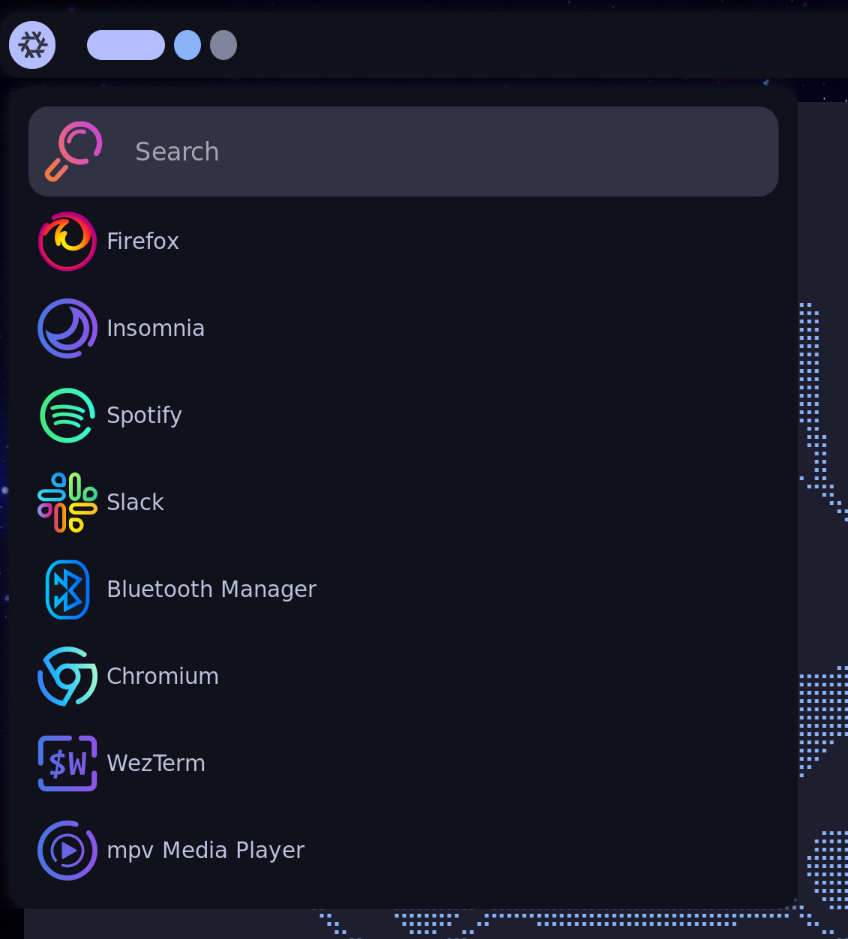 Search
Firefox
Insomnia
Spotify
Slack
Bluetooth Manager
Chromium
$W WezTerm
mpv Media Player